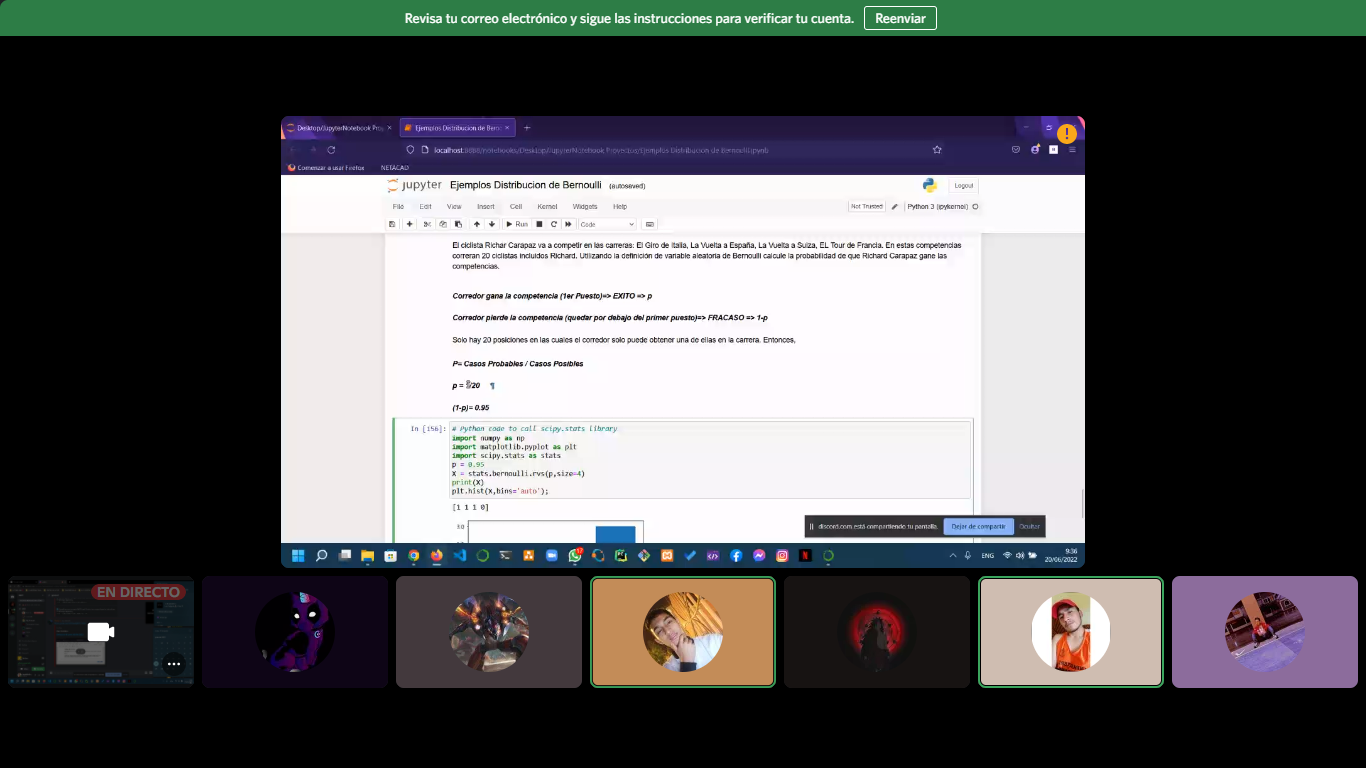 Revisa tu correo electrónico y sigue las instrucciones para verificar tu cuenta. Reenviar
Desktop/JupyterNotebook Proy
Ejemplos Distribucion de Bern
localhost:8888/notebooks/Desktop/JupyterNotebook Proyectos/Ejemplos Distribucion de Bernoulli.ipynb
Comenzar a usar Firefox NETACAD
jupyter Ejemplos Distribucion de Bernoulli (autosaved) Logout
File Edit View Insert Cell Kernel Widgets Help Not Trusted Python 3 (ipykernel)
Run Code
El ciclista Richar Carapaz va a competir en las carreras: El Giro de Italia, La Vuelta a España, La Vuelta a Suiza, EL Tour de Francia. En estas competencias
correran 20 ciclistas incluidos Richard. Utilizando la definición de variable aleatoria de Bernoulli calcule la probabilidad de que Richard Carapaz gane las
competencias.
Corredor gana la competencia (1er Puesto)=> EXITO => p
Corredor pierde la competencia (quedar por debajo del primer puesto)=> FRACASO => 1-p
Solo hay 20 posiciones en las cuales el corredor solo puede obtener una de ellas en la carrera. Entonces,
P= Casos Probables / Casos Posibles
p = /20 ¶
(1-p)= 0.95
In [156]: # Python code to call scipy.stats library
import numpy as np
import matplotlib.pyplot as plt
import scipy.stats as stats
p = 0.95
X = stats.bernoulli.rvs(p,size=4)
print(X)
plt.hist(X,bins='auto');
[1 1 1 0]
3.0
discord.com está compartiendo tu pantalla. Dejar de compartir Ocultar
17
ENG
9:36
20/06/2022
EN DIRECTO